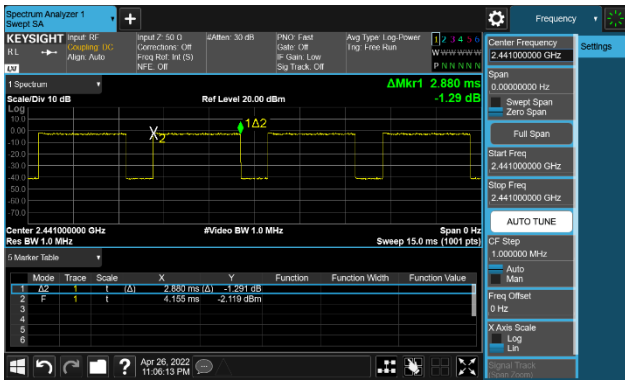 Spectrum Analyzer 1
Swept SA
+
Frequency
KEYSIGHT Input: RF Input Z: 50 Ω #Atten: 30 dB PNO: Fast Avg Type: Log-Power 1 2 3 4 5 6
RL Coupling: DC Corrections: Off Gate: Off Trig: Free Run W W W W W W
Align: Auto Freq Ref: Int (S) IF Gain: Low P N N N N N
LXI NFE: Off Sig Track: Off
1 Spectrum
ΔMkr1 2.880 ms
Scale/Div 10 dB Ref Level 20.00 dBm -1.29 dB
Log
10.0
0.00
-10.0
-20.0
-30.0
-40.0
-50.0
-60.0
-70.0
1Δ2
X2
Center 2.441000000 GHz #Video BW 1.0 MHz Span 0 Hz
Res BW 1.0 MHz Sweep 15.0 ms (1001 pts)
5 Marker Table
Mode Trace Scale X Y Function Function Width Function Value
1 Δ2 1 t (Δ) 2.880 ms (Δ) -1.291 dB
2 F 1 t 4.155 ms -2.119 dBm
3
4
5
6
Apr 26, 2022
11:06:13 PM
?
Center Frequency
2.441000000 GHz
Settings
Span
0.00000000 Hz
Swept Span
Zero Span
Full Span
Start Freq
2.441000000 GHz
Stop Freq
2.441000000 GHz
AUTO TUNE
CF Step
1.000000 MHz
Auto
Man
Freq Offset
0 Hz
X Axis Scale
Log
Lin
Signal Track
(Span Zoom)